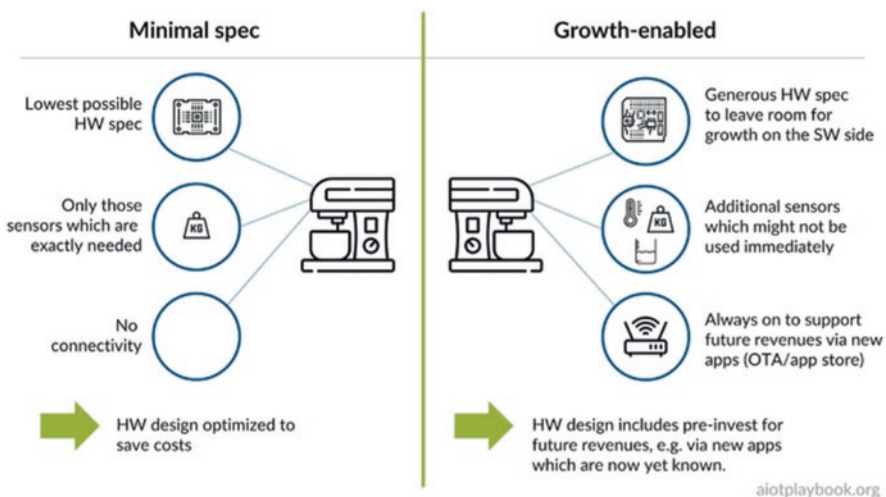 Minimal spec
Lowest possible
HW spec
KG
Only those
sensors which are
exactly needed
No
connectivity
HW design optimized to
save costs
Growth-enabled
Generous HW spec
to leave room for
growth on the SW side
KG
Additional sensors
which might not be
used immediately
Always on to support
future revenues via new
apps (OTA/app store)
HW design includes pre-invest for
future revenues, e.g. via new apps
which are now yet known.
aiotplaybook.org